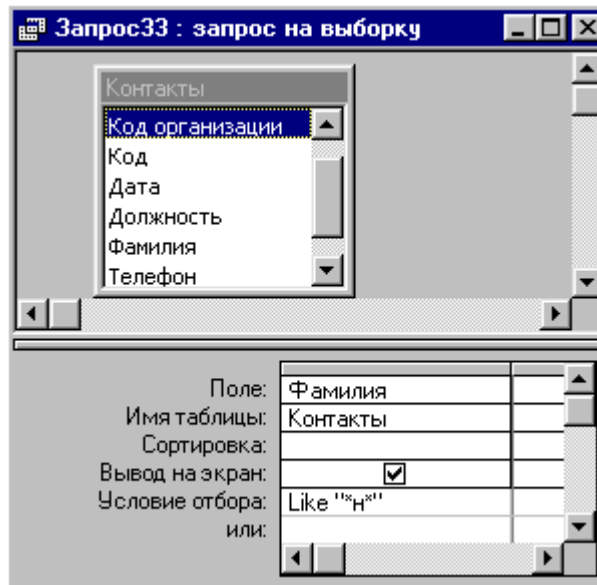 Запрос33 : запрос на выборку
Контакты
Код организации
Код
Дата
Должность
Фамилия
Телефон
Поле: Фамилия
Имя таблицы: Контакты
Сортировка:
Вывод на экран:
Условие отбора: Like "*н*"
или: